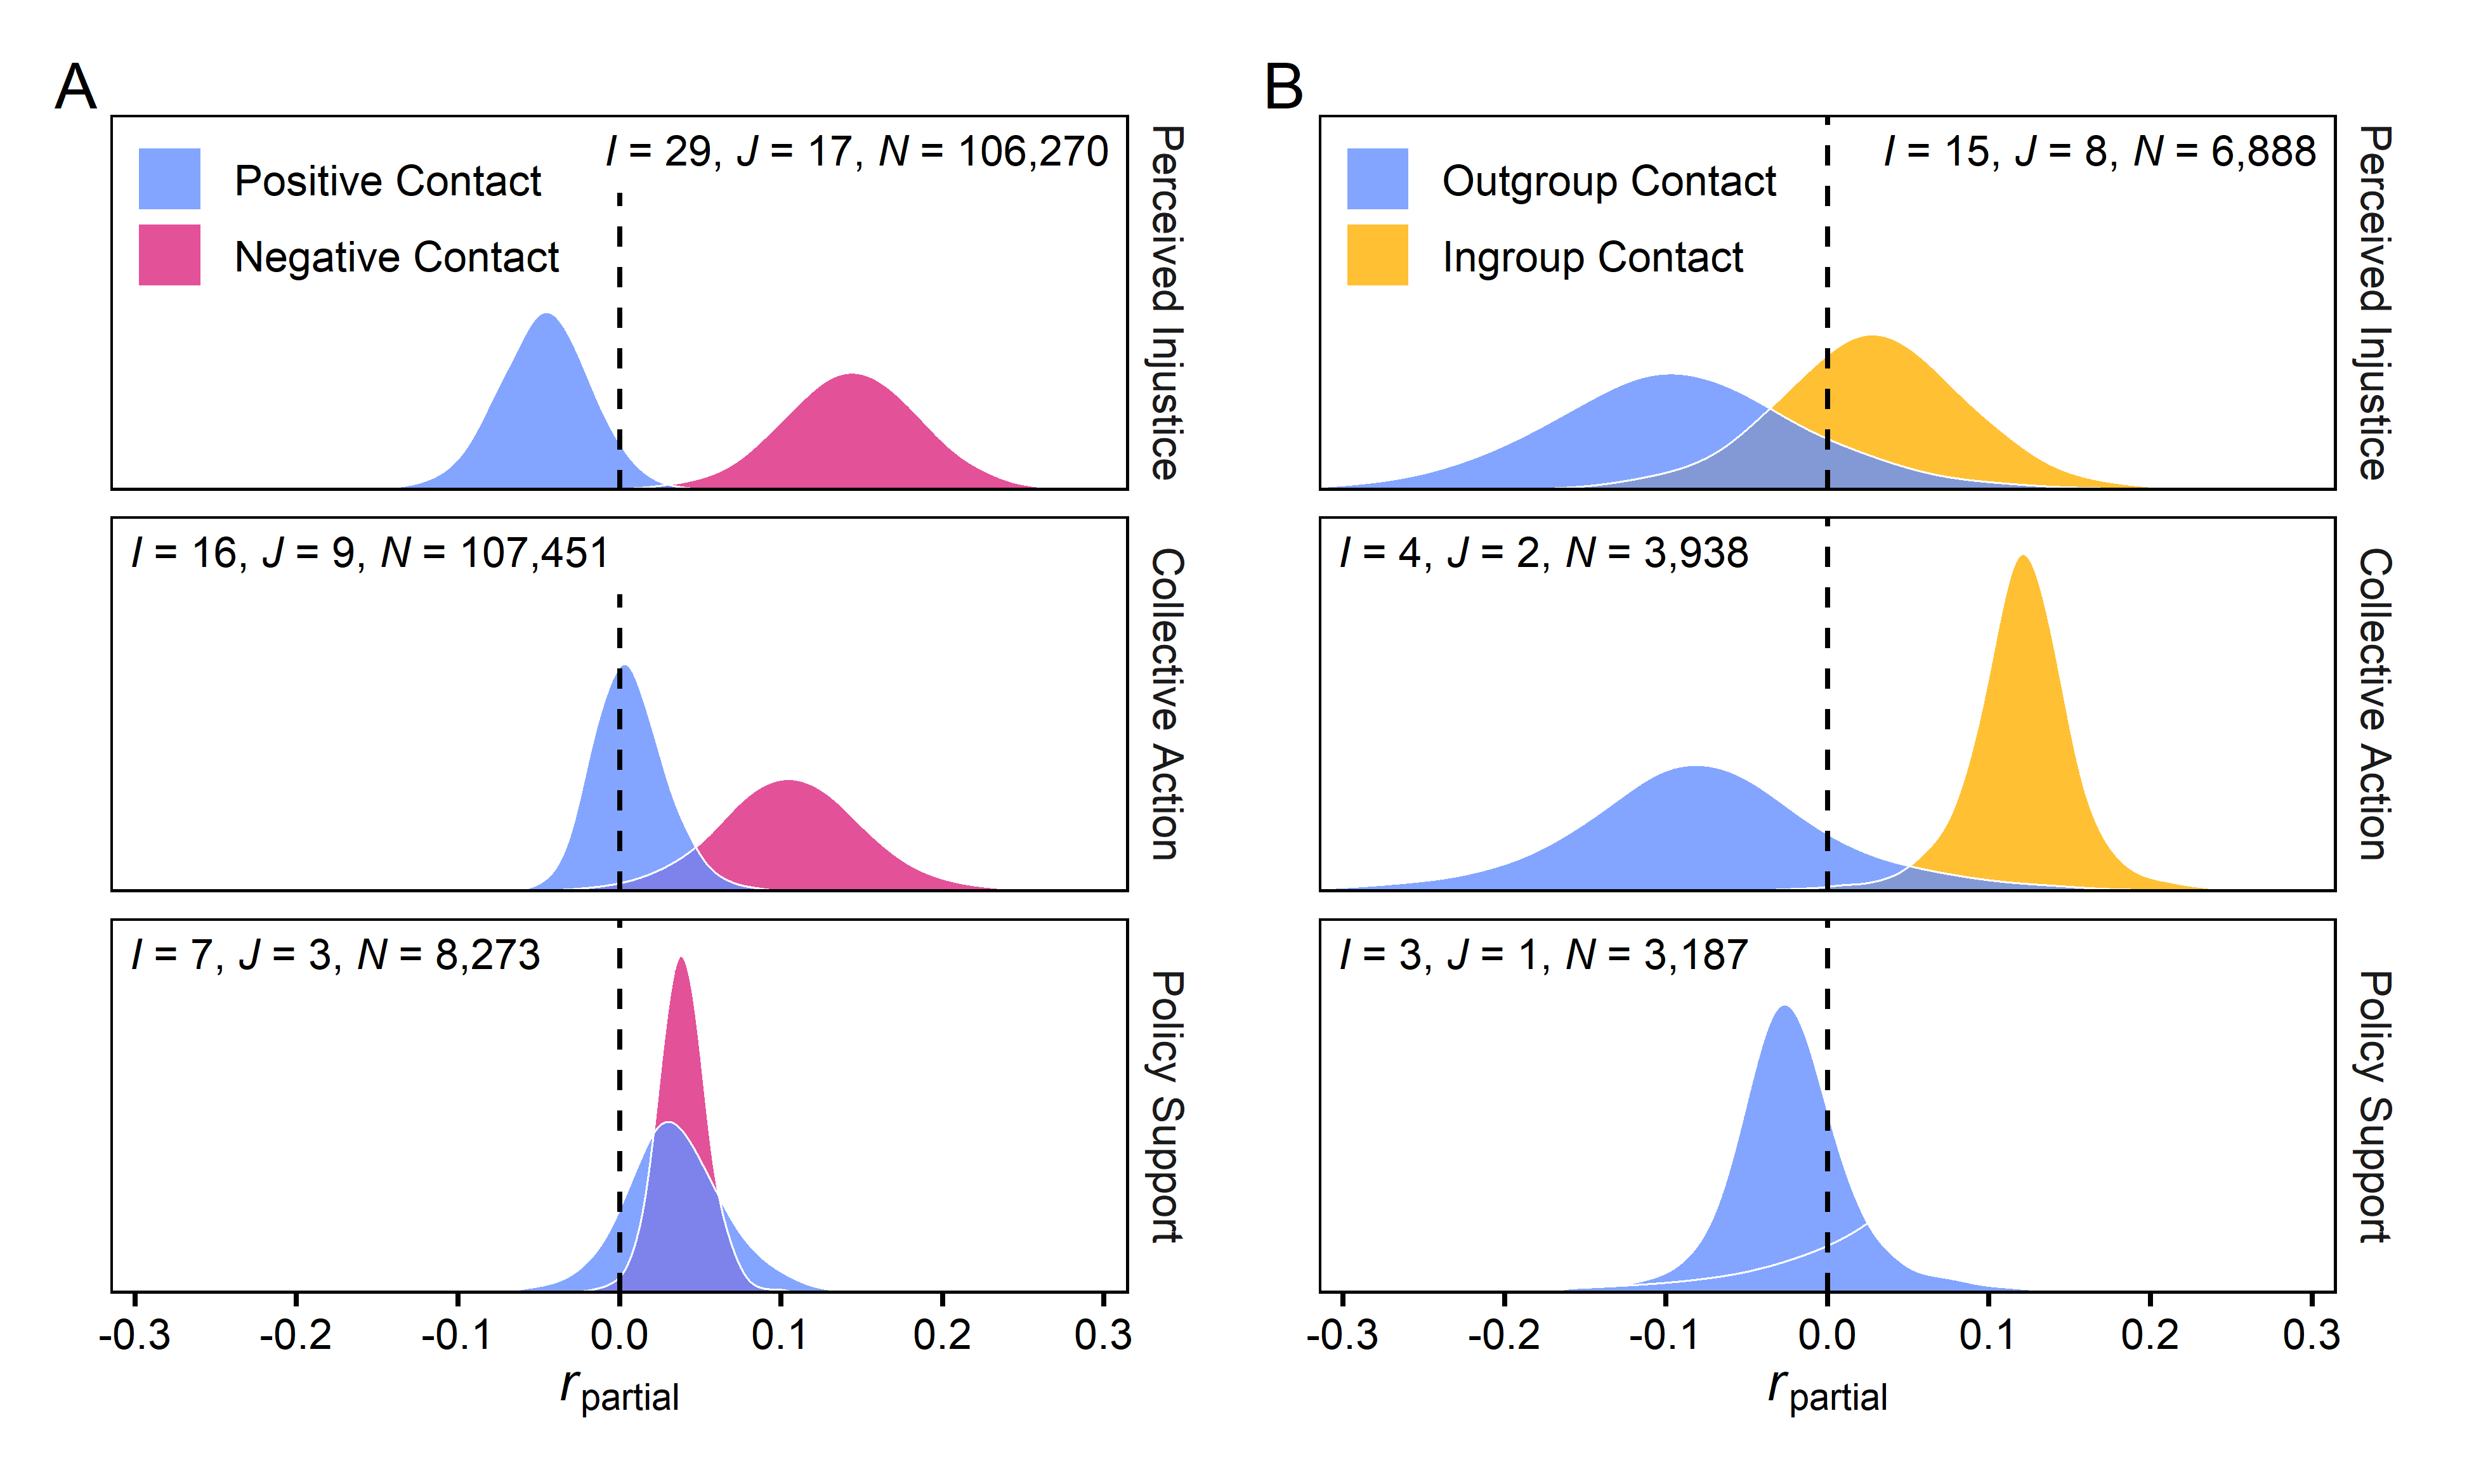 A
I = 29, J = 17, N = 106,270
Positive Contact
Negative Contact
Perceived Injustice
I = 16, J = 9, N = 107,451
Collective Action
I = 7, J = 3, N = 8,273
Policy Support
-0.3 -0.2 -0.1 0.0 0.1 0.2 0.3
rpartial
B
I = 15, J = 8, N = 6,888
Outgroup Contact
Ingroup Contact
Perceived Injustice
I = 4, J = 2, N = 3,938
Collective Action
I = 3, J = 1, N = 3,187
Policy Support
-0.3 -0.2 -0.1 0.0 0.1 0.2 0.3
rpartial